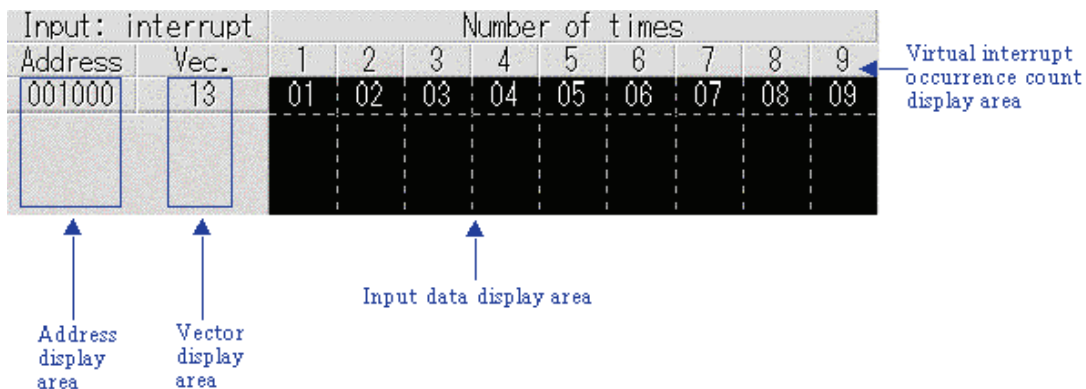 Input: interrupt Number of times
Address Vec. 1 2 3 4 5 6 7 8 9
001000 13 01 02 03 04 05 06 07 08 09
Virtual interrupt
occurrence count
display area
Input data display area
Address
display
area
Vector
display
area